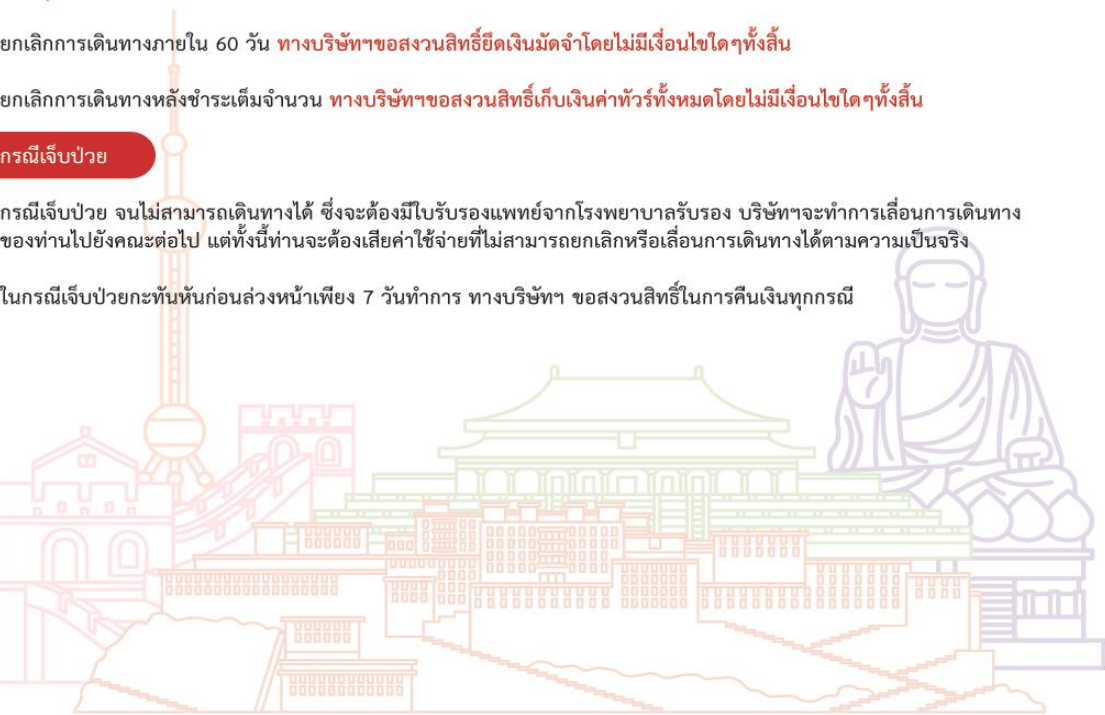 ยกเลิกการเดินทางภายใน 60 วัน ทางบริษัทฯขอสงวนสิทธิ์ยึดเงินมัดจำโดยไม่มีเงื่อนไขใดๆทั้งสิ้น
ยกเลิกการเดินทางหลังชำระเต็มจำนวน ทางบริษัทฯขอสงวนสิทธิ์เก็บเงินค่าทัวร์ทั้งหมดโดยไม่มีเงื่อนไขใดๆทั้งสิ้น
กรณีเจ็บป่วย
กรณีเจ็บป่วย จนไม่สามารถเดินทางได้ ซึ่งจะต้องมีใบรับรองแพทย์จากโรงพยาบาลรับรอง บริษัทฯจะทำการเลื่อนการเดินทาง
ของท่านไปยังคณะต่อไป แต่ทั้งนี้ท่านจะต้องเสียค่าใช้จ่ายที่ไม่สามารถยกเลิกหรือเลื่อนการเดินทางได้ตามความเป็นจริง
ในกรณีเจ็บป่วยกะทันหันก่อนล่วงหน้าเพียง 7 วันทำการ ทางบริษัทฯ ขอสงวนสิทธิ์ในการคืนเงินทุกกรณี